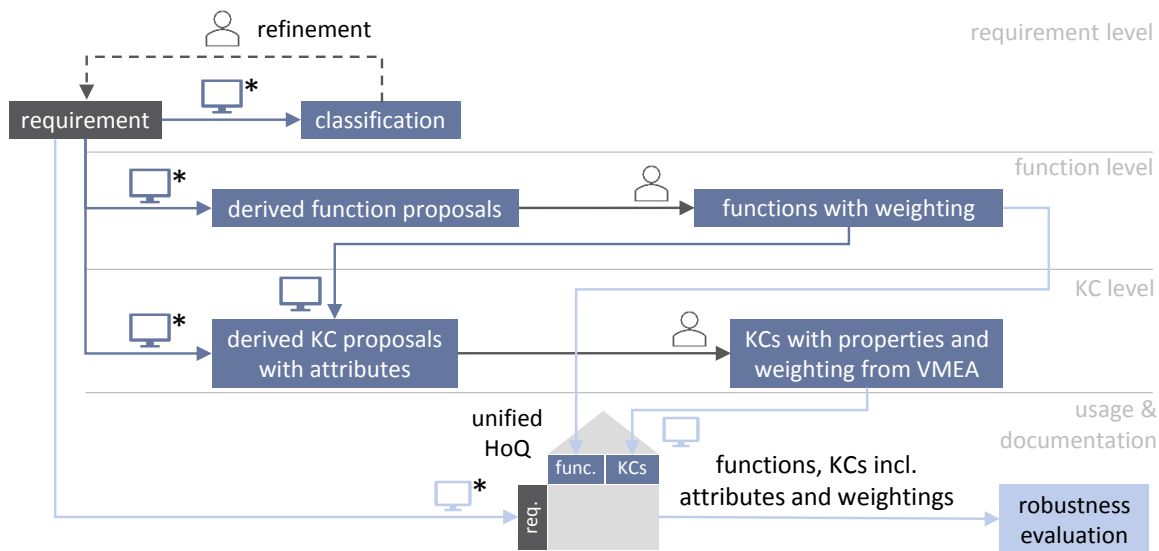 refinement
requirement level
*
requirement
classification
function level
*
derived function proposals
functions with weighting
KC level
*
derived KC proposals
with attributes
KCs with properties and
weighting from VMEA
usage &
documentation
unified
HoQ
func.
KCs
functions, KCs incl.
attributes and weightings
*
req.
robustness
evaluation